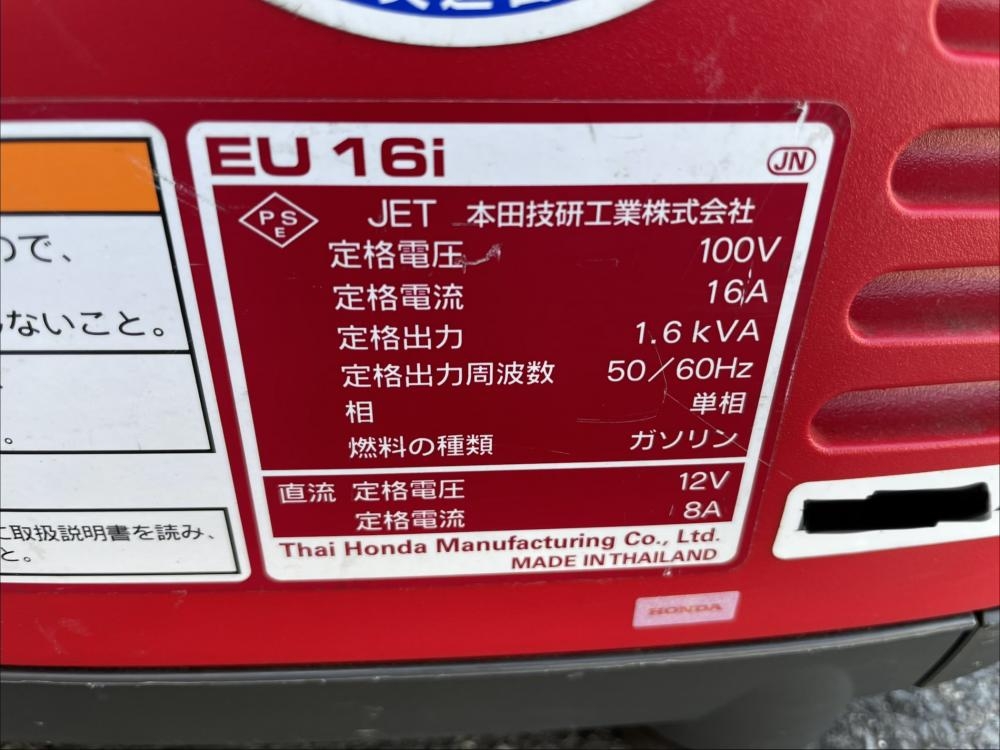 EU 16i
JN
PSE JET 本田技研工業株式会社
定格電圧 100V
定格電流 16A
定格出力 1.6 kVA
定格出力周波数 50/60Hz
相 単相
燃料の種類 ガソリン
直流 定格電圧 12V
定格電流 8A
Thai Honda Manufacturing Co., Ltd.
MADE IN THAILAND
HONDA
ので、
ないこと。
。
取扱説明書を読み、
と。